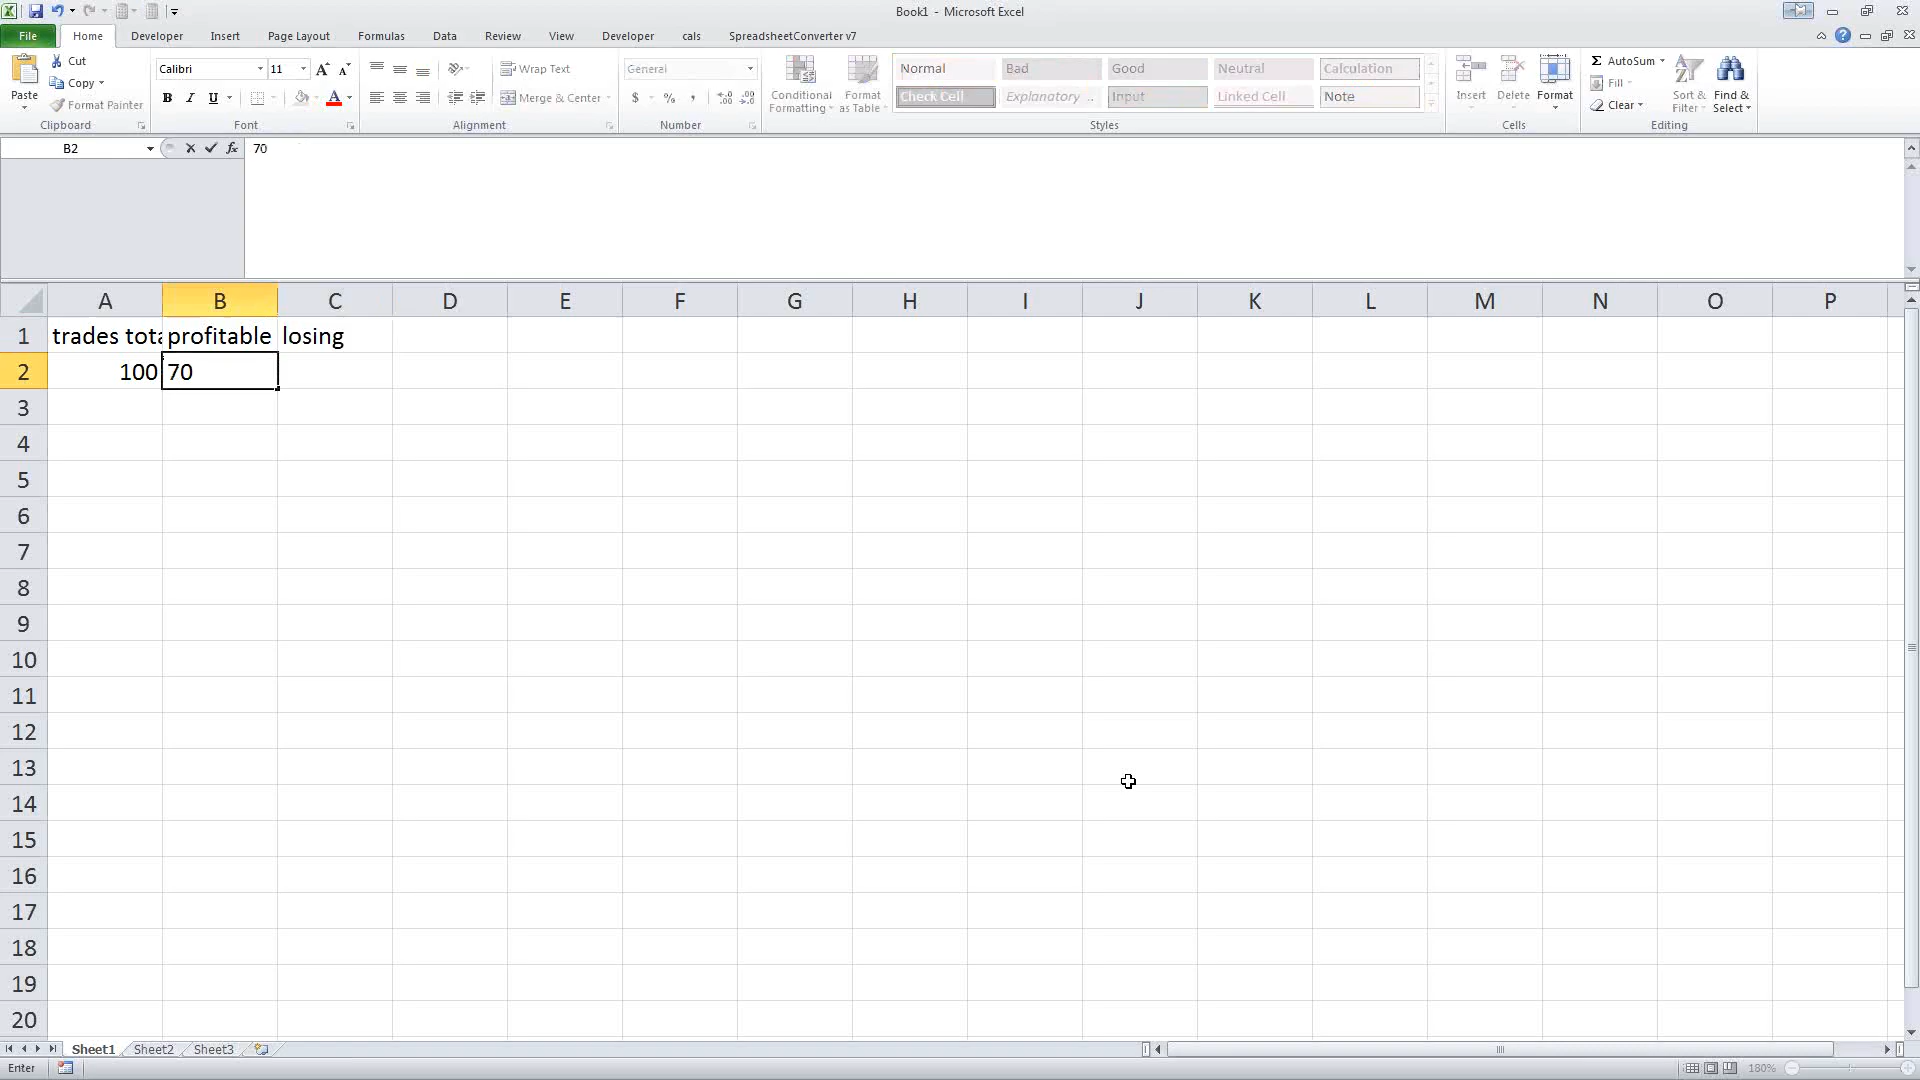 Book1 - Microsoft Excel
File Home Developer Insert Page Layout Formulas Data Review View Developer cals SpreadsheetConverter v7
Paste
Cut
Copy
Format Painter
Clipboard
Calibri 11
B I U
Font
Wrap Text
Merge & Center
Alignment
General
$ % ,
Number
Conditional Formatting
Format as Table
Normal Bad Good Neutral Calculation
Check Cell Explanatory .. Input Linked Cell Note
Styles
Insert Delete Format
Cells
Σ AutoSum
Fill
Clear
Sort & Filter
Find & Select
Editing
B2 fx 70
A B C D E F G H I J K L M N O P
1 trades tota profitable losing
2 100 70
3
4
5
6
7
8
9
10
11
12
13
14
15
16
17
18
19
20
Sheet1 Sheet2 Sheet3
Enter 180%